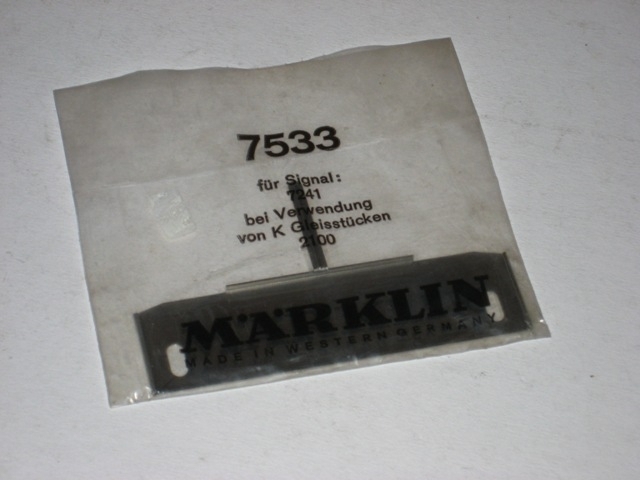 7533
für Signal:
7241
bei Verwendung
von K Gleisstücken
2100
MÄRKLIN
MADE IN WESTERN GERMANY